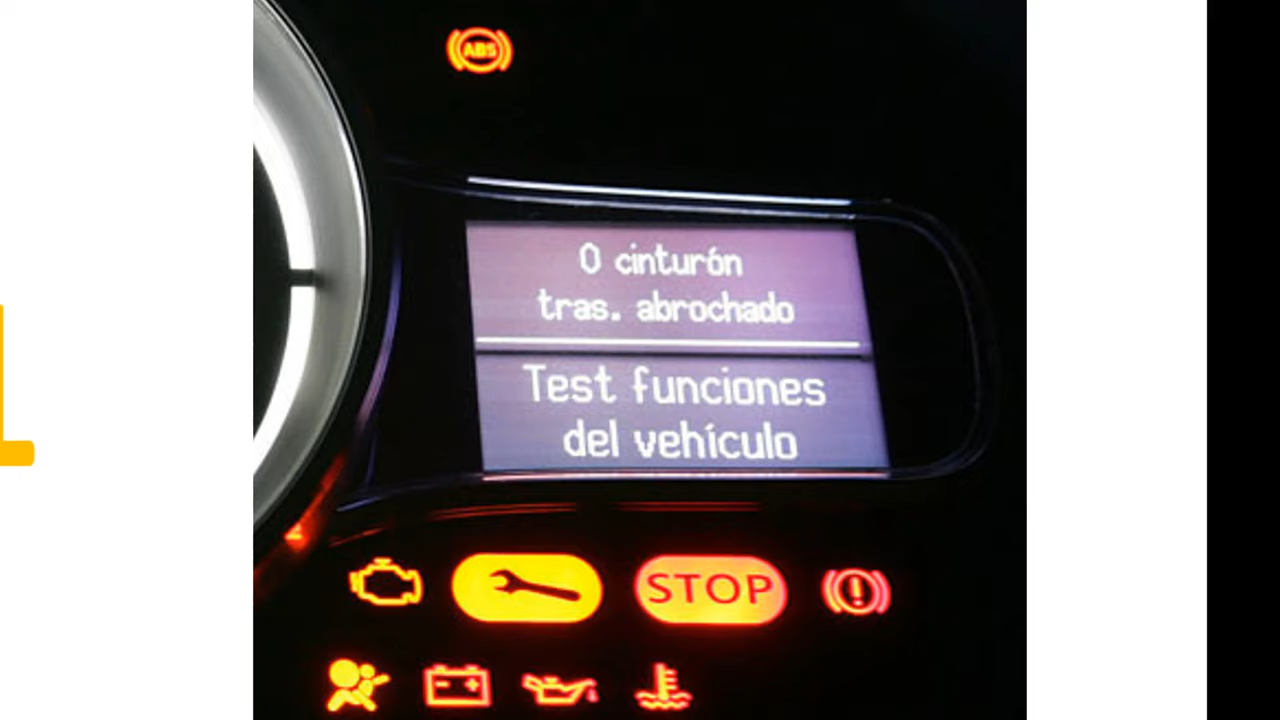 ABS
0 cinturón
tras. abrochado
Test funciones
del vehículo
STOP